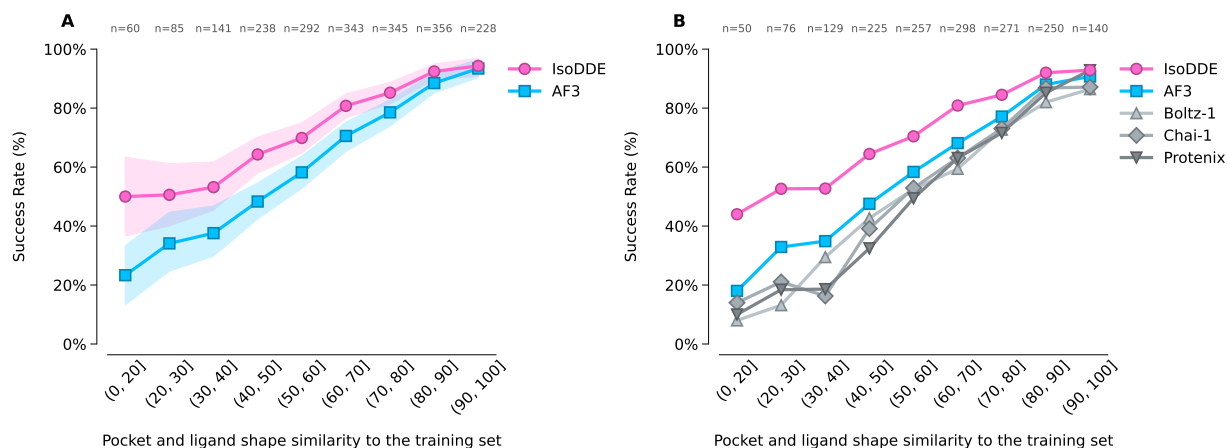 A
n=60 n=85 n=141 n=238 n=292 n=343 n=345 n=356 n=228
100%
80%
60%
40%
20%
0%
Success Rate (%)
IsoDDE
AF3
(0, 20] (20, 30] (30, 40] (40, 50] (50, 60] (60, 70] (70, 80] (80, 90] (90, 100]
Pocket and ligand shape similarity to the training set
B
n=50 n=76 n=129 n=225 n=257 n=298 n=271 n=250 n=140
100%
80%
60%
40%
20%
0%
Success Rate (%)
IsoDDE
AF3
Boltz-1
Chai-1
Protenix
(0, 20] (20, 30] (30, 40] (40, 50] (50, 60] (60, 70] (70, 80] (80, 90] (90, 100]
Pocket and ligand shape similarity to the training set